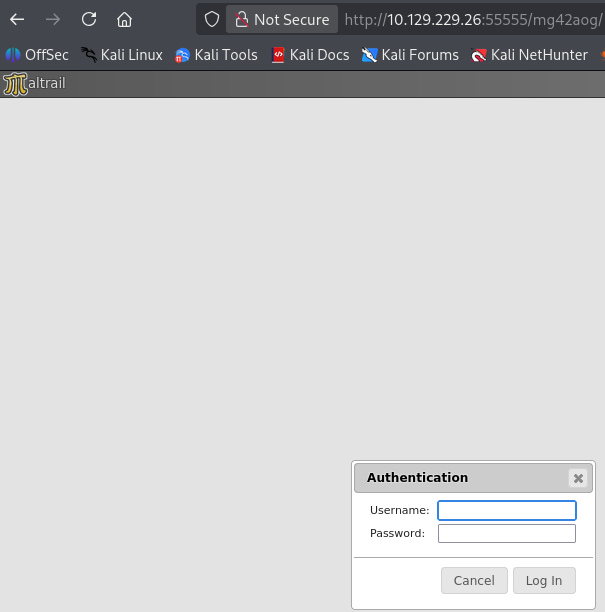 Not Secure http://10.129.229.26:55555/mg42aog/
OffSec Kali Linux Kali Tools Kali Docs Kali Forums Kali NetHunter
altrail
Authentication
Username:
Password:
Cancel Log In